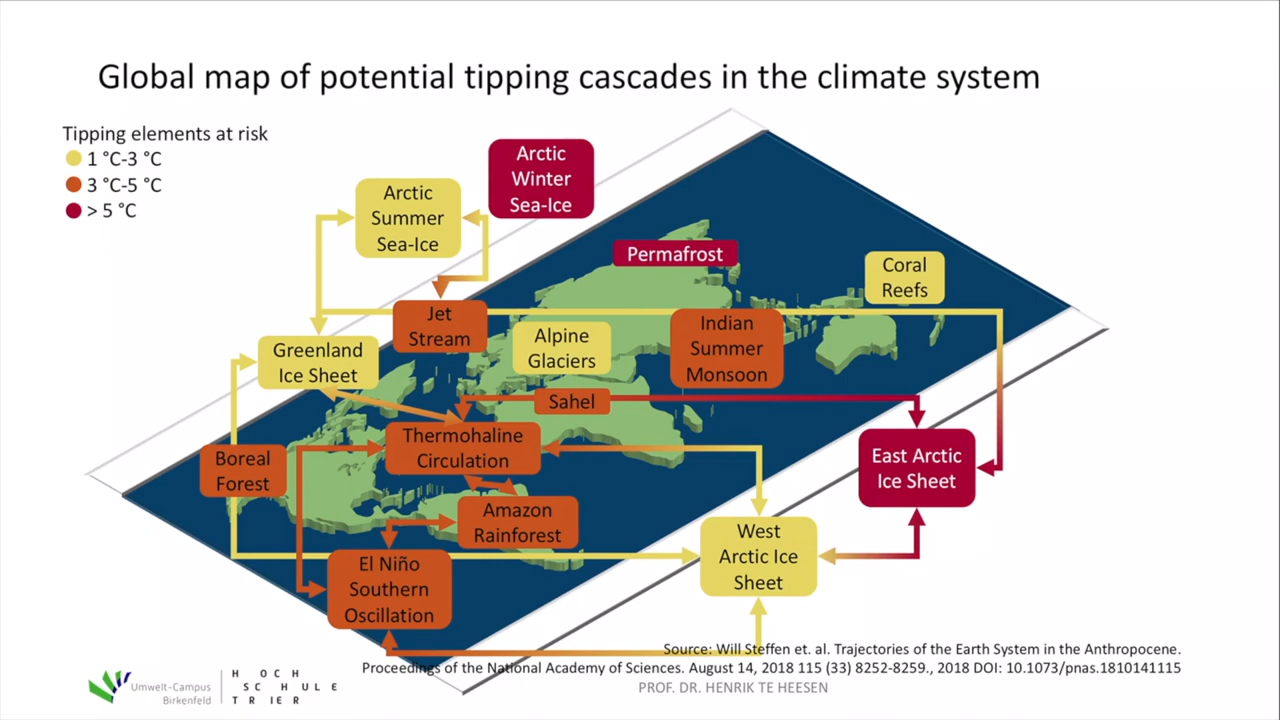 Global map of potential tipping cascades in the climate system
Tipping elements at risk
1 °C-3 °C
3 °C-5 °C
> 5 °C
Arctic
Winter
Sea-Ice
Arctic
Summer
Sea-Ice
Permafrost
Coral
Reefs
Jet
Stream
Alpine
Glaciers
Indian
Summer
Monsoon
Greenland
Ice Sheet
Sahel
Thermohaline
Circulation
Boreal
Forest
East Arctic
Ice Sheet
Amazon
Rainforest
West
Arctic Ice
Sheet
El Niño
Southern
Oscillation
Source: Will Steffen et. al. Trajectories of the Earth System in the Anthropocene.
Proceedings of the National Academy of Sciences. August 14, 2018 115 (33) 8252-8259., 2018 DOI: 10.1073/pnas.1810141115
PROF. DR. HENRIK TE HEESEN
Umwelt-Campus
Birkenfeld
HOCH
SCHULE
TRIER